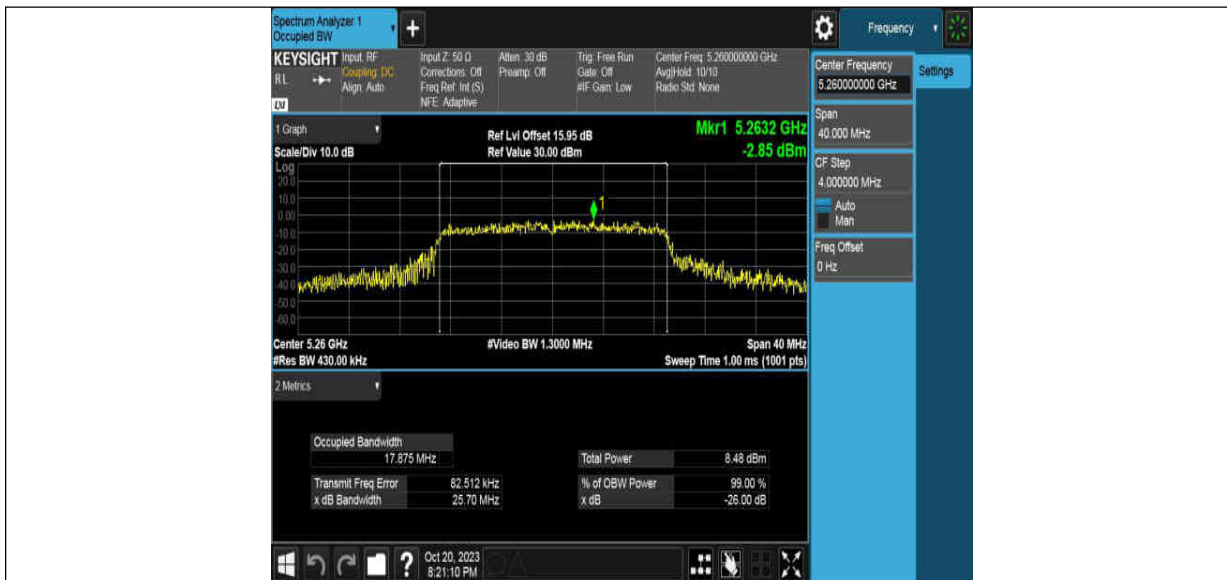 Spectrum Analyzer 1
Occupied BW
+
Frequency
KEYSIGHT
RL
LXI
Input: RF
Coupling: DC
Align: Auto
Input Z: 50 Ω
Corrections: Off
Freq Ref: Int (S)
NFE: Adaptive
Atten: 30 dB
Preamp: Off
Trig: Free Run
Gate: Off
#IF Gain: Low
Center Freq: 5.260000000 GHz
Avg|Hold: 10/10
Radio Std: None
Center Frequency
5.260000000 GHz
Settings
Span
40.000 MHz
CF Step
4.000000 MHz
Auto
Man
Freq Offset
0 Hz
1 Graph
Scale/Div 10.0 dB
Ref Lvl Offset 15.95 dB
Ref Value 30.00 dBm
Mkr1 5.2632 GHz
-2.85 dBm
Log
20.0
10.0
0.00
-10.0
-20.0
-30.0
-40.0
-50.0
-60.0
1
Center 5.26 GHz
#Video BW 1.3000 MHz
Span 40 MHz
#Res BW 430.00 kHz
Sweep Time 1.00 ms (1001 pts)
2 Metrics
Occupied Bandwidth
17.875 MHz
Total Power 8.48 dBm
Transmit Freq Error 82.512 kHz
% of OBW Power 99.00 %
x dB Bandwidth 25.70 MHz
x dB -26.00 dB
?
Oct 20, 2023
8:21:10 PM